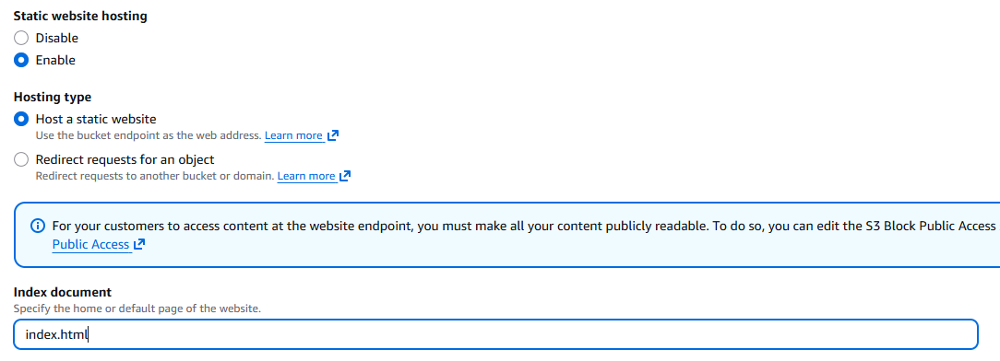 Static website hosting
Disable
Enable
Hosting type
Host a static website
Use the bucket endpoint as the web address. Learn more
Redirect requests for an object
Redirect requests to another bucket or domain. Learn more
For your customers to access content at the website endpoint, you must make all your content publicly readable. To do so, you can edit the S3 Block Public Access
Public Access
Index document
Specify the home or default page of the website.
index.html